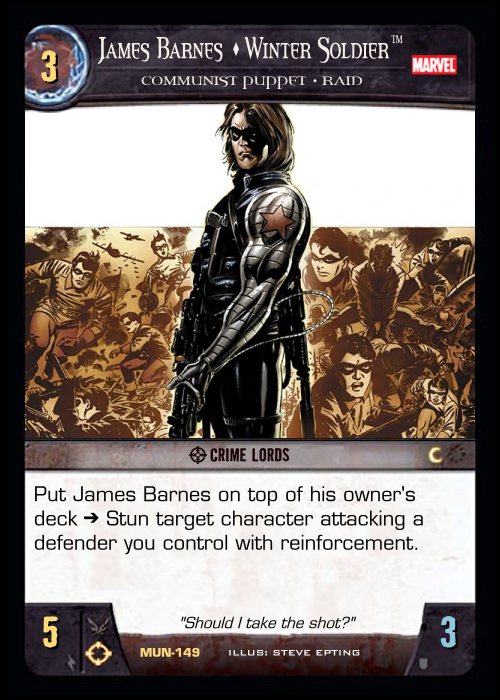 3
JAMES BARNES • WINTER SOLDIER™
COMMUNIST PUPPET • RAID
MARVEL
CRIME LORDS
Put James Barnes on top of his owner's
deck ➔ Stun target character attacking a
defender you control with reinforcement.
"Should I take the shot?"
5
MUN-149 ILLUS: STEVE EPTING
3